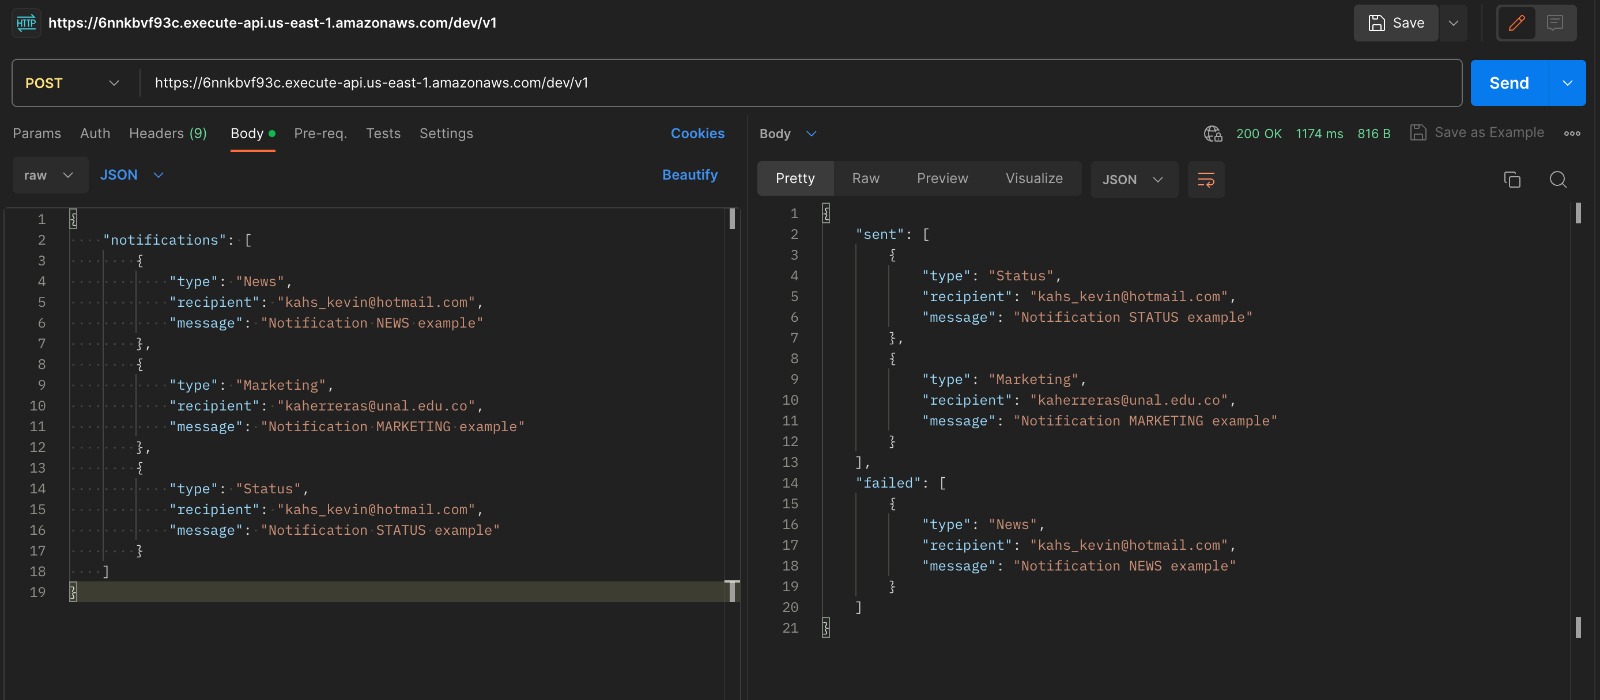 HTTP https://6nnkbvf93c.execute-api.us-east-1.amazonaws.com/dev/v1 Save
POST https://6nnkbvf93c.execute-api.us-east-1.amazonaws.com/dev/v1 Send
Params Auth Headers (9) Body Pre-req. Tests Settings Cookies
raw JSON Beautify
1 {
2 "notifications": [
3 {
4 "type": "News",
5 "recipient": "kahs_kevin@hotmail.com",
6 "message": "Notification NEWS example"
7 },
8 {
9 "type": "Marketing",
10 "recipient": "kaherreras@unal.edu.co",
11 "message": "Notification MARKETING example"
12 },
13 {
14 "type": "Status",
15 "recipient": "kahs_kevin@hotmail.com",
16 "message": "Notification STATUS example"
17 }
18 ]
19 }
Body 200 OK 1174 ms 816 B Save as Example
Pretty Raw Preview Visualize JSON
1 {
2 "sent": [
3 {
4 "type": "Status",
5 "recipient": "kahs_kevin@hotmail.com",
6 "message": "Notification STATUS example"
7 },
8 {
9 "type": "Marketing",
10 "recipient": "kaherreras@unal.edu.co",
11 "message": "Notification MARKETING example"
12 }
13 ],
14 "failed": [
15 {
16 "type": "News",
17 "recipient": "kahs_kevin@hotmail.com",
18 "message": "Notification NEWS example"
19 }
20 ]
21 }